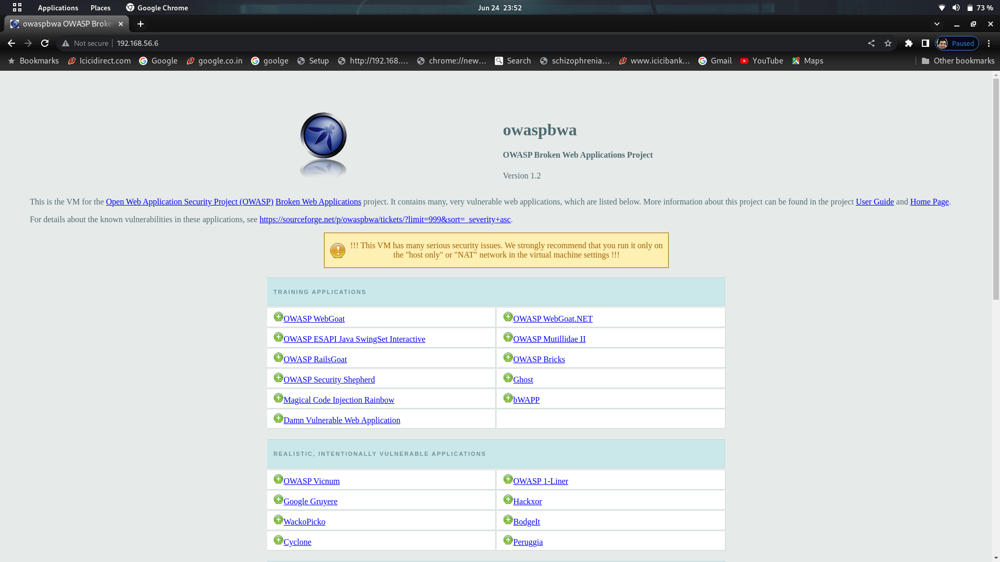 Applications Places Google Chrome Jun 24 23:52 73 %
owaspbwa OWASP Broken
Not secure 192.168.56.6 Paused
Bookmarks Icicidirect.com Google google.co.in goolge Setup http://192.168.… chrome://new… Search schizophrenia… www.icicibank… Gmail YouTube Maps Other bookmarks
owaspbwa
OWASP Broken Web Applications Project
Version 1.2
This is the VM for the Open Web Application Security Project (OWASP) Broken Web Applications project. It contains many, very vulnerable web applications, which are listed below. More information about this project can be found in the project User Guide and Home Page.
For details about the known vulnerabilities in these applications, see https://sourceforge.net/p/owaspbwa/tickets/?limit=999&sort=_severity+asc.
!!! This VM has many serious security issues. We strongly recommend that you run it only on
the "host only" or "NAT" network in the virtual machine settings !!!
TRAINING APPLICATIONS
OWASP WebGoat OWASP WebGoat.NET
OWASP ESAPI Java SwingSet Interactive OWASP Mutillidae II
OWASP RailsGoat OWASP Bricks
OWASP Security Shepherd Ghost
Magical Code Injection Rainbow bWAPP
Damn Vulnerable Web Application
REALISTIC, INTENTIONALLY VULNERABLE APPLICATIONS
OWASP Vicnum OWASP 1-Liner
Google Gruyere Hackxor
WackoPicko BodgeIt
Cyclone Peruggia